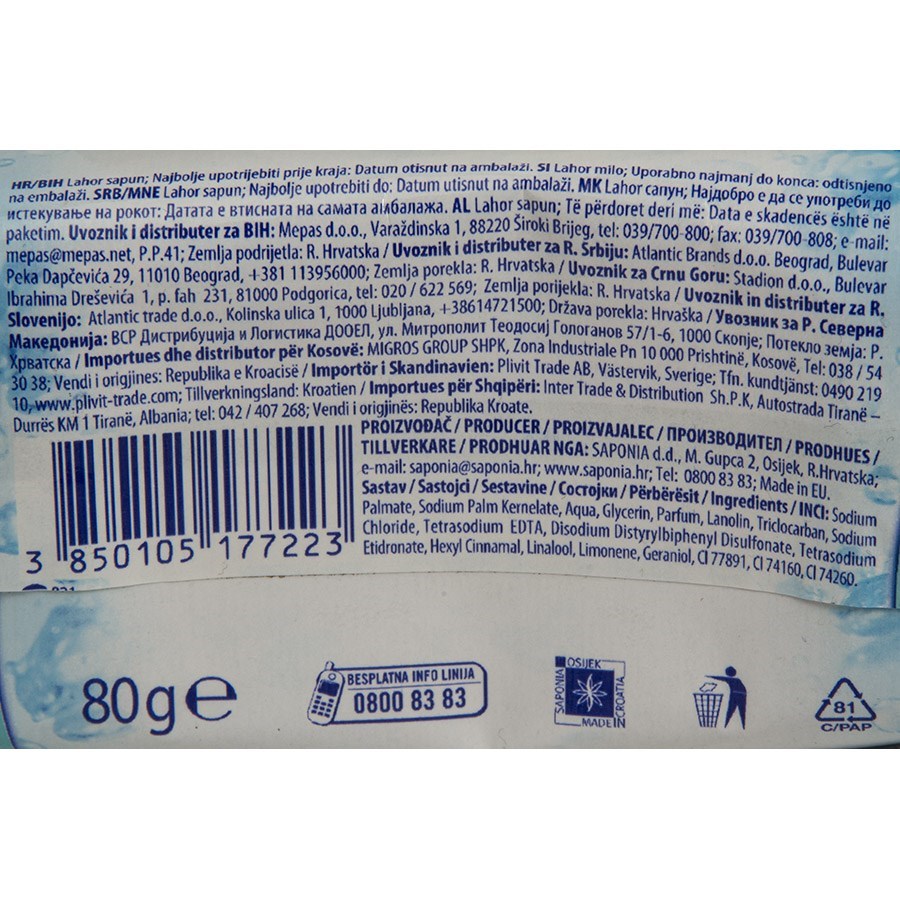 HR/BIH Lahor sapun; Najbolje upotrijebiti prije kraja: Datum otisnut na ambalaži. SI Lahor milo; Uporabno najmanj do konca: odtisnjeno
na embalaži. SRB/MNE Lahor sapun; Najbolje upotrebiti do: Datum utisnut na ambalaži. MK Lahor сапун; Најдобро е да се употреби до
истекување на рокот: Датата е втисната на самата амбалажа. AL Lahor sapun; Të përdoret deri më: Data e skadencës është në
paketim. Uvoznik i distributer za BIH: Mepas d.o.o., Varaždinska 1, 88220 Široki Brijeg, tel: 039/700-800; fax: 039/700-808; e-mail:
mepas@mepas.net, P.P.41; Zemlja podrijetla: R. Hrvatska / Uvoznik i distributer za R. Srbiju: Atlantic Brands d.o.o. Beograd, Bulevar
Peka Dapčevića 29, 11010 Beograd, +381 113956000; Zemlja porekla: R. Hrvatska / Uvoznik za Crnu Goru: Stadion d.o.o., Bulevar
Ibrahima Dreševića 1, p. fah 231, 81000 Podgorica, tel: 020 / 622 569; Zemlja porijekla: R. Hrvatska / Uvoznik in distributer za R.
Slovenijo: Atlantic trade d.o.o., Kolinska ulica 1, 1000 Ljubljana, +38614721500; Država porekla: Hrvaška / Увозник за Р. Северна
Македонија: ВСР Дистрибуција и Логистика ДООЕЛ, ул. Митрополит Теодосиј Гологанов 57/1-6, 1000 Скопје; Потекло земја: Р.
Хрватска / Importues dhe distributor për Kosovë: MIGROS GROUP SHPK, Zona Industriale Pn 10 000 Prishtinë, Kosovë, Tel: 038 / 54
30 38; Vendi i origjines: Republika e Kroacisë / Importör i Skandinavien: Plivit Trade AB, Västervik, Sverige; Tfn. kundtjänst: 0490 219
10, www.plivit-trade.com; Tillverkningsland: Kroatien / Importues për Shqipëri: Inter Trade & Distribution Sh.P.K, Autostrada Tiranë –
Durrës KM 1 Tiranë, Albania; tel: 042 / 407 268; Vendi i origjinës: Republika Kroate.
PROIZVOĐAČ / PRODUCER / PROIZVAJALEC / ПРОИЗВОДИТЕЛ / PRODHUES /
TILLVERKARE / PRODHUAR NGA: SAPONIA d.d., M. Gupca 2, Osijek, R.Hrvatska;
e-mail: saponia@saponia.hr; www.saponia.hr; Tel: 0800 83 83; Made in EU.
Sastav / Sastojci / Sestavine / Состојки / Përbërësit / Ingredients / INCI: Sodium
Palmate, Sodium Palm Kernelate, Aqua, Glycerin, Parfum, Lanolin, Triclocarban, Sodium
Chloride, Tetrasodium EDTA, Disodium Distyrylbiphenyl Disulfonate, Tetrasodium
Etidronate, Hexyl Cinnamal, Linalool, Limonene, Geraniol, CI 77891, CI 74160, CI 74260.
3 850105 177223
80g e
BESPLATNA INFO LINIJA
0800 83 83
OSIJEK
SAPONIA
CROATIA
MADE IN
81
C/PAP